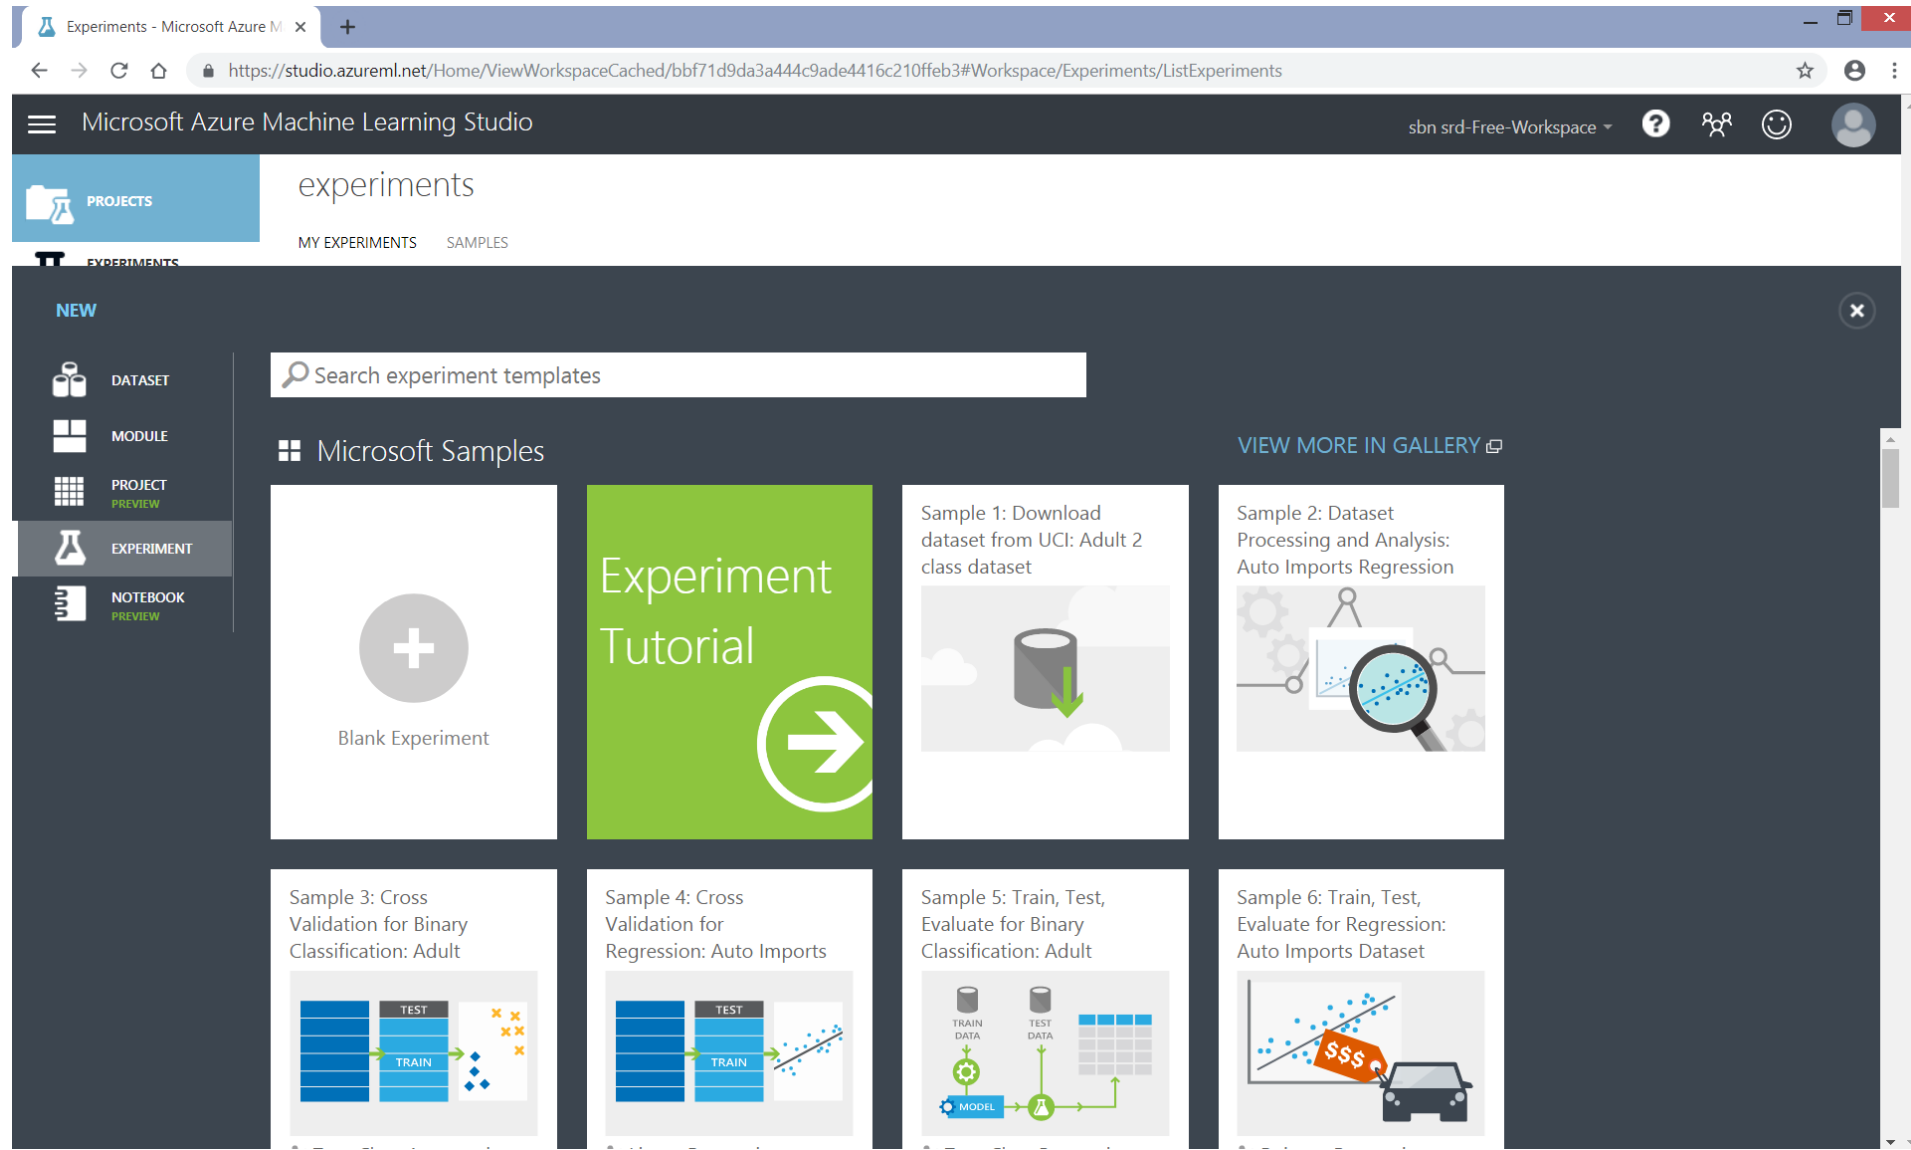 Experiments - Microsoft Azure M
https://studio.azureml.net/Home/ViewWorkspaceCached/bbf71d9da3a444c9ade4416c210ffeb3#Workspace/Experiments/ListExperiments
Microsoft Azure Machine Learning Studio
sbn srd-Free-Workspace
PROJECTS
experiments
MY EXPERIMENTS
SAMPLES
EXPERIMENTS
NEW
DATASET
MODULE
PROJECT
PREVIEW
EXPERIMENT
NOTEBOOK
PREVIEW
Search experiment templates
Microsoft Samples
VIEW MORE IN GALLERY
Blank Experiment
Experiment
Tutorial
Sample 1: Download
dataset from UCI: Adult 2
class dataset
Sample 2: Dataset
Processing and Analysis:
Auto Imports Regression
Sample 3: Cross
Validation for Binary
Classification: Adult
TEST
TRAIN
Sample 4: Cross
Validation for
Regression: Auto Imports
TEST
TRAIN
Sample 5: Train, Test,
Evaluate for Binary
Classification: Adult
TRAIN
DATA
TEST
DATA
MODEL
Sample 6: Train, Test,
Evaluate for Regression:
Auto Imports Dataset
$$$